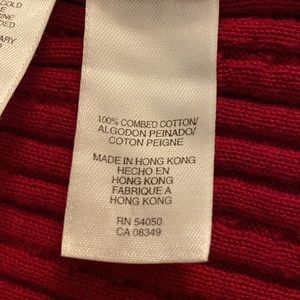 COLD
100% COMBED COTTON/
ALGODON PEINADO/
COTON PEIGNE
MADE IN HONG KONG
HECHO EN
HONG KONG
FABRIQUE A
HONG KONG
RN 54050
CA 08349